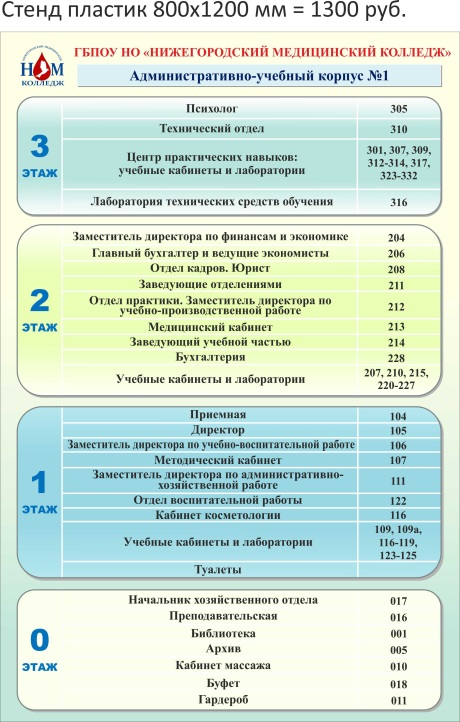 Стенд пластик 800х1200 мм = 1300 руб.
НМ
КОЛЛЕДЖ
ГБПОУ НО «НИЖЕГОРОДСКИЙ МЕДИЦИНСКИЙ КОЛЛЕДЖ»
Административно-учебный корпус №1
3
ЭТАЖ
Психолог 305
Технический отдел 310
Центр практических навыков:
учебные кабинеты и лаборатории
301, 307, 309,
312-314, 317,
323-332
Лаборатория технических средств обучения 316
2
ЭТАЖ
Заместитель директора по финансам и экономике 204
Главный бухгалтер и ведущие экономисты 206
Отдел кадров. Юрист 208
Заведующие отделениями 211
Отдел практики. Заместитель директора по
учебно-производственной работе 212
Медицинский кабинет 213
Заведующий учебной частью 214
Бухгалтерия 228
Учебные кабинеты и лаборатории
207, 210, 215,
220-227
1
ЭТАЖ
Приемная 104
Директор 105
Заместитель директора по учебно-воспитательной работе 106
Методический кабинет 107
Заместитель директора по административно-
хозяйственной работе 111
Отдел воспитательной работы 122
Кабинет косметологии 116
Учебные кабинеты и лаборатории
109, 109а,
116-119,
123-125
Туалеты
0
ЭТАЖ
Начальник хозяйственного отдела 017
Преподавательская 016
Библиотека 001
Архив 005
Кабинет массажа 010
Буфет 018
Гардероб 011